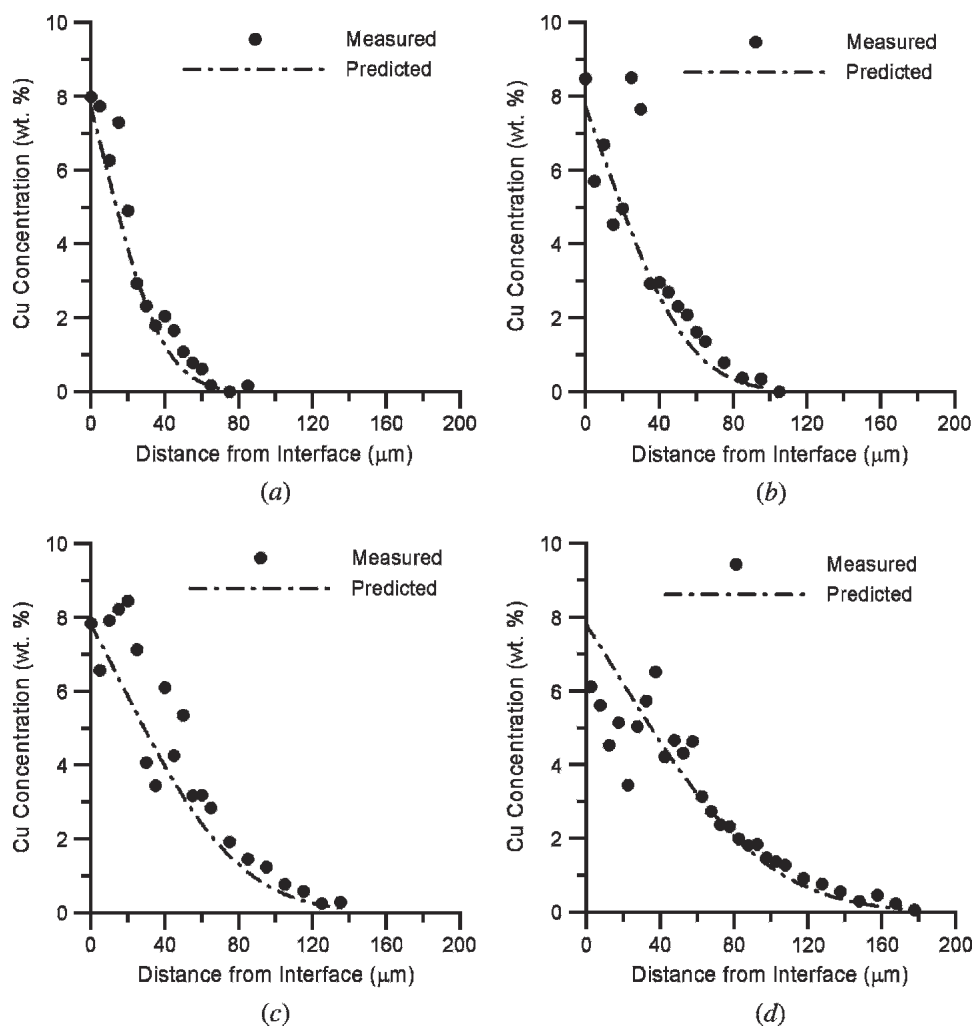 10
8
6
4
2
0
Cu Concentration (wt. %)
Measured
Predicted
0 40 80 120 160 200
Distance from Interface (μm)
(a)
10
8
6
4
2
0
Cu Concentration (wt. %)
Measured
Predicted
0 40 80 120 160 200
Distance from Interface (μm)
(b)
10
8
6
4
2
0
Cu Concentration (wt. %)
Measured
Predicted
0 40 80 120 160 200
Distance from Interface (μm)
(c)
10
8
6
4
2
0
Cu Concentration (wt. %)
Measured
Predicted
0 40 80 120 160 200
Distance from Interface (μm)
(d)